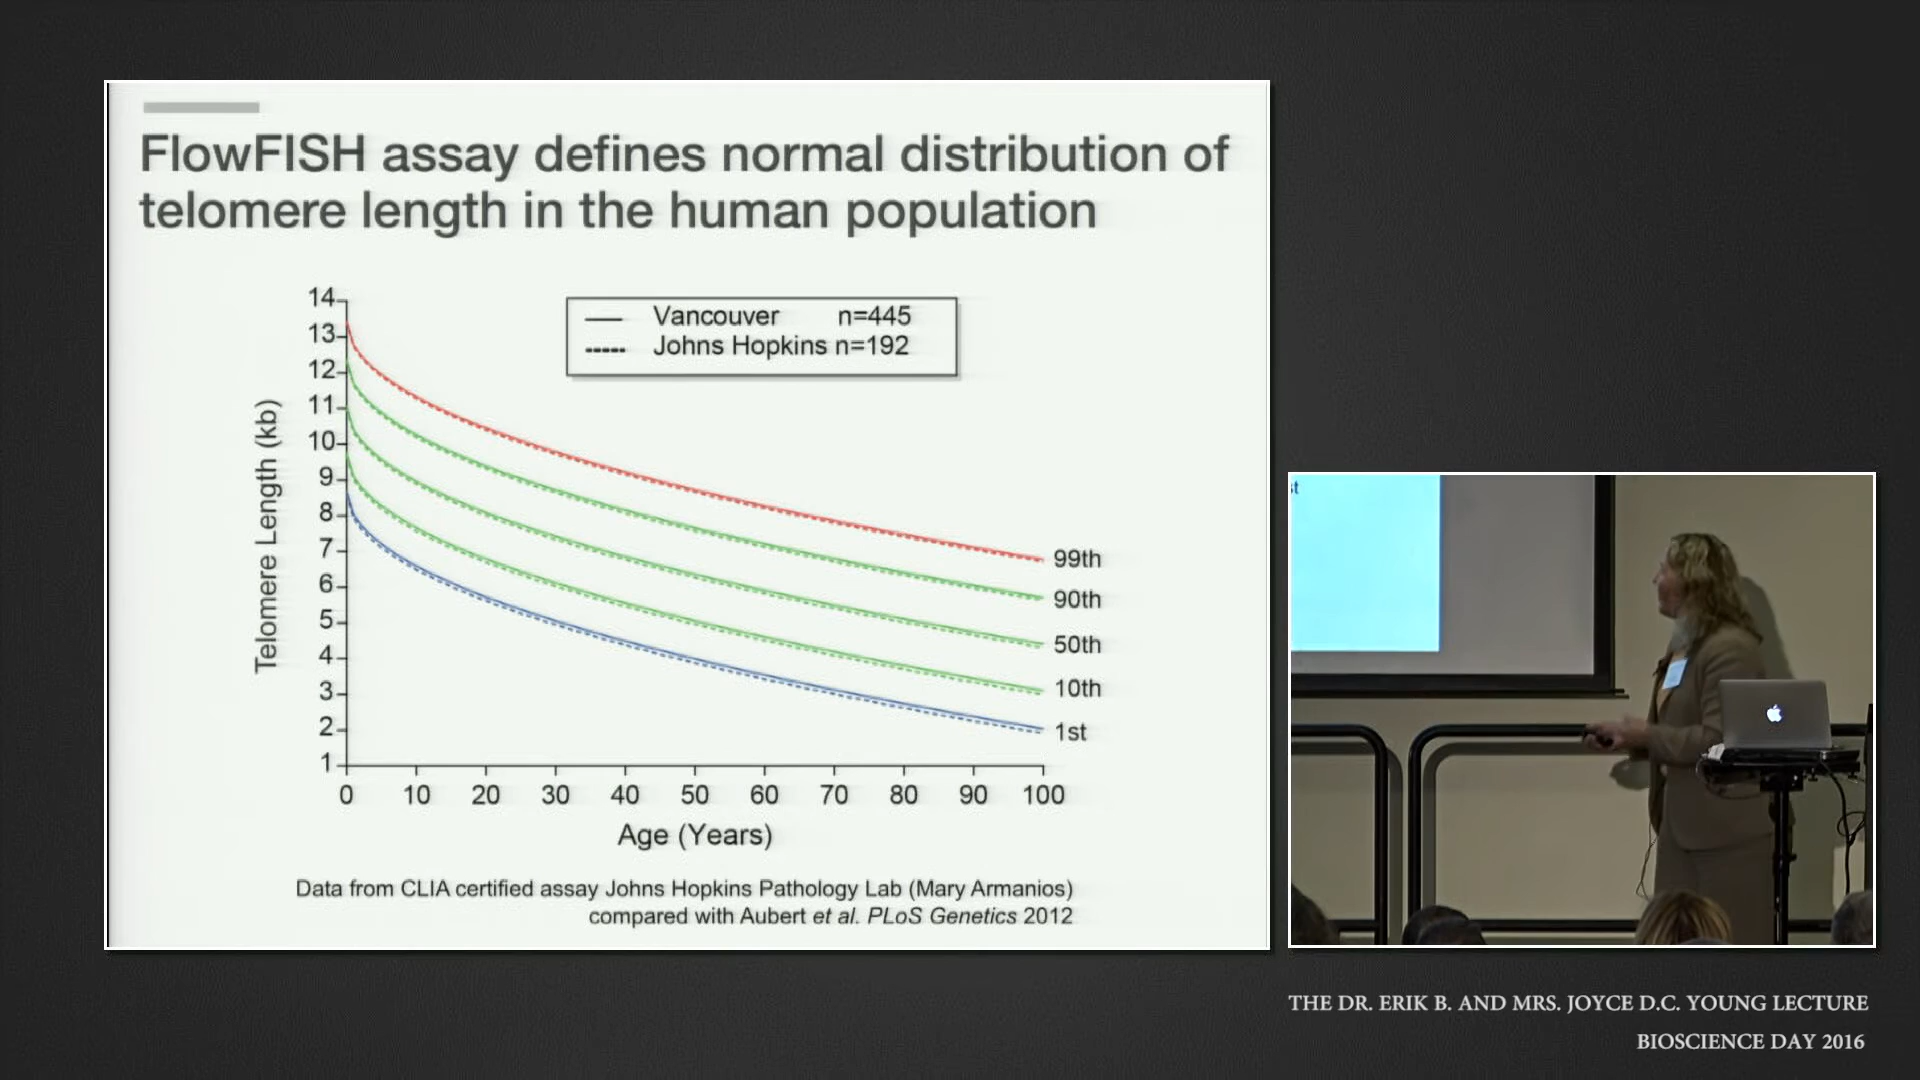 FlowFISH assay defines normal distribution of
telomere length in the human population
14
13
12
11
10
9
8
7
6
5
4
3
2
1
Telomere Length (kb)
Vancouver n=445
Johns Hopkins n=192
99th
90th
50th
10th
1st
0 10 20 30 40 50 60 70 80 90 100
Age (Years)
Data from CLIA certified assay Johns Hopkins Pathology Lab (Mary Armanios)
compared with Aubert et al. PLoS Genetics 2012
st
THE DR. ERIK B. AND MRS. JOYCE D.C. YOUNG LECTURE
BIOSCIENCE DAY 2016